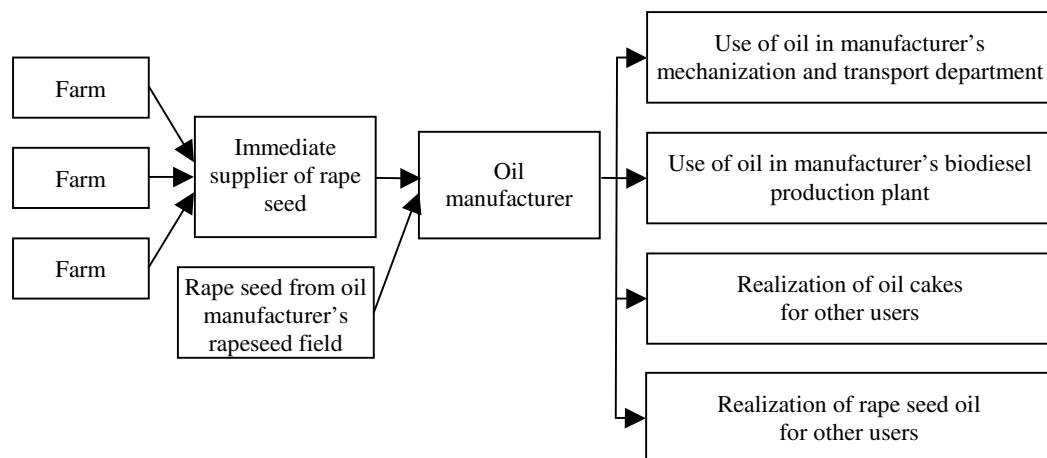 Farm
Farm
Farm
Immediate
supplier of rape
seed
Rape seed from oil
manufacturer’s
rapeseed field
Oil
manufacturer
Use of oil in manufacturer’s
mechanization and transport department
Use of oil in manufacturer’s biodiesel
production plant
Realization of oil cakes
for other users
Realization of rape seed oil
for other users